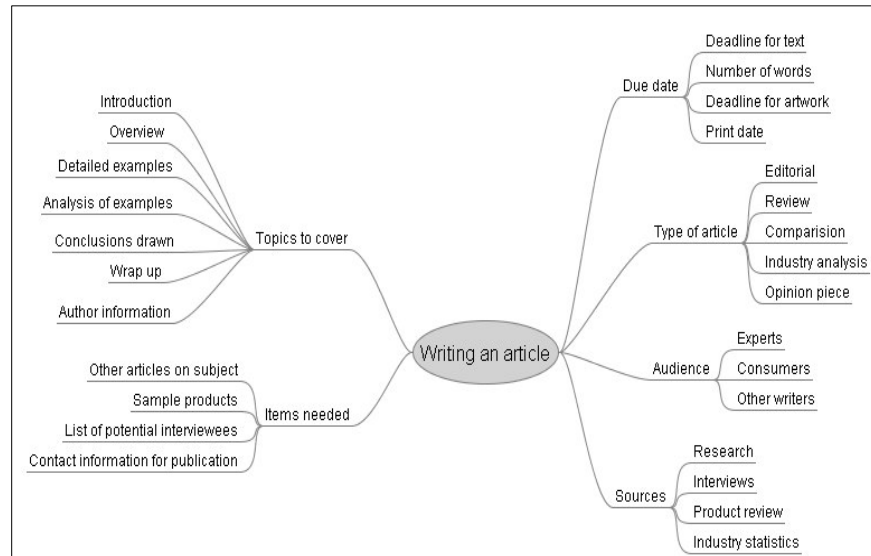 Writing an article
Topics to cover
Introduction
Overview
Detailed examples
Analysis of examples
Conclusions drawn
Wrap up
Author information
Items needed
Other articles on subject
Sample products
List of potential interviewees
Contact information for publication
Due date
Deadline for text
Number of words
Deadline for artwork
Print date
Type of article
Editorial
Review
Comparision
Industry analysis
Opinion piece
Audience
Experts
Consumers
Other writers
Sources
Research
Interviews
Product review
Industry statistics